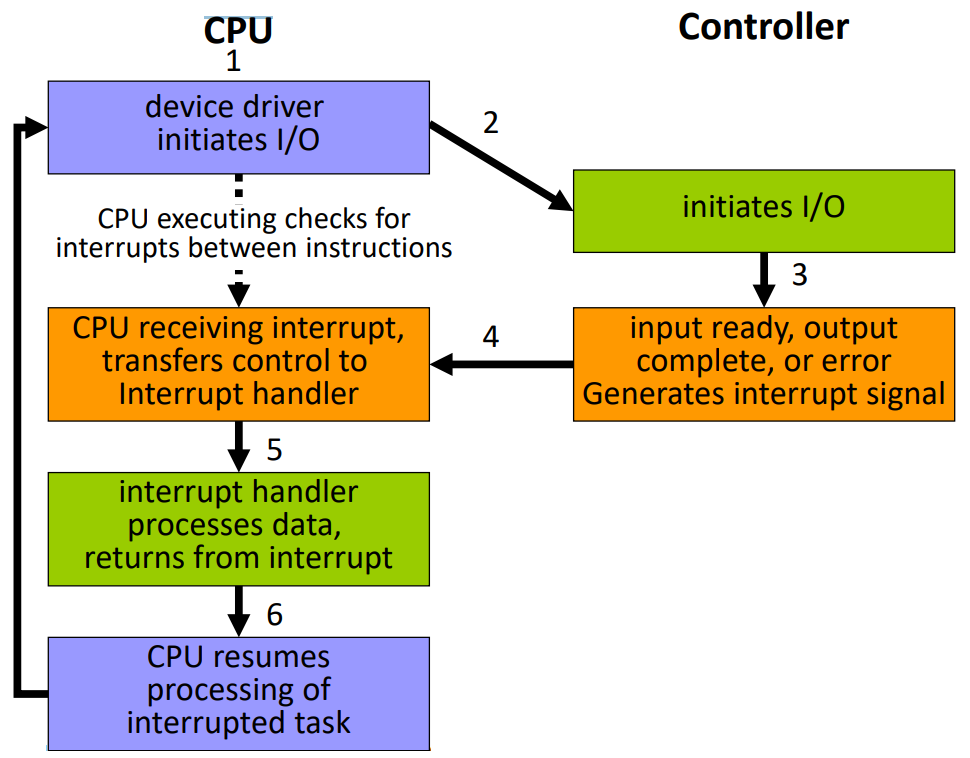 CPU
Controller
1
device driver
initiates I/O
2
initiates I/O
CPU executing checks for
interrupts between instructions
3
CPU receiving interrupt,
transfers control to
Interrupt handler
4
input ready, output
complete, or error
Generates interrupt signal
5
interrupt handler
processes data,
returns from interrupt
6
CPU resumes
processing of
interrupted task